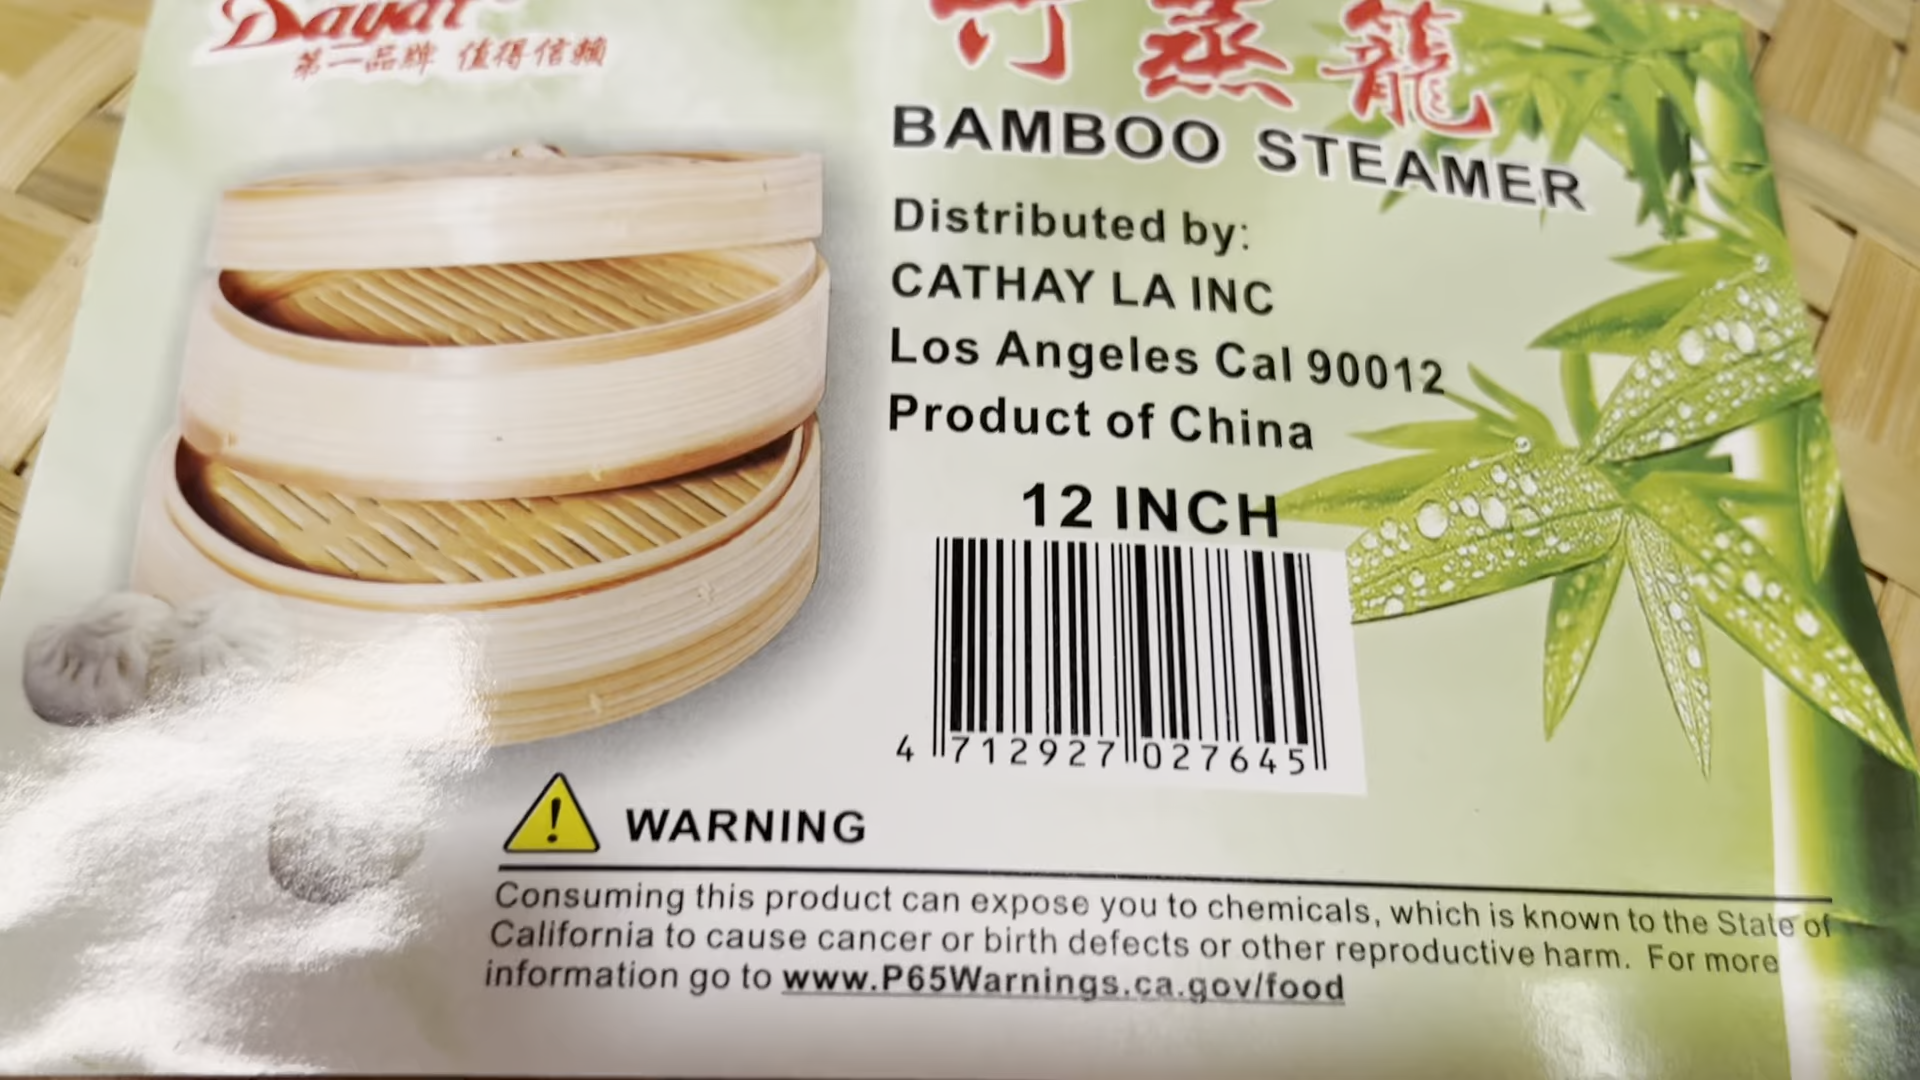 第一品牌 值得信賴
竹蒸籠
BAMBOO STEAMER
Distributed by:
CATHAY LA INC
Los Angeles Cal 90012
Product of China
12 INCH
4 712927 027645
WARNING
Consuming this product can expose you to chemicals, which is known to the State of
California to cause cancer or birth defects or other reproductive harm. For more
information go to www.P65Warnings.ca.gov/food